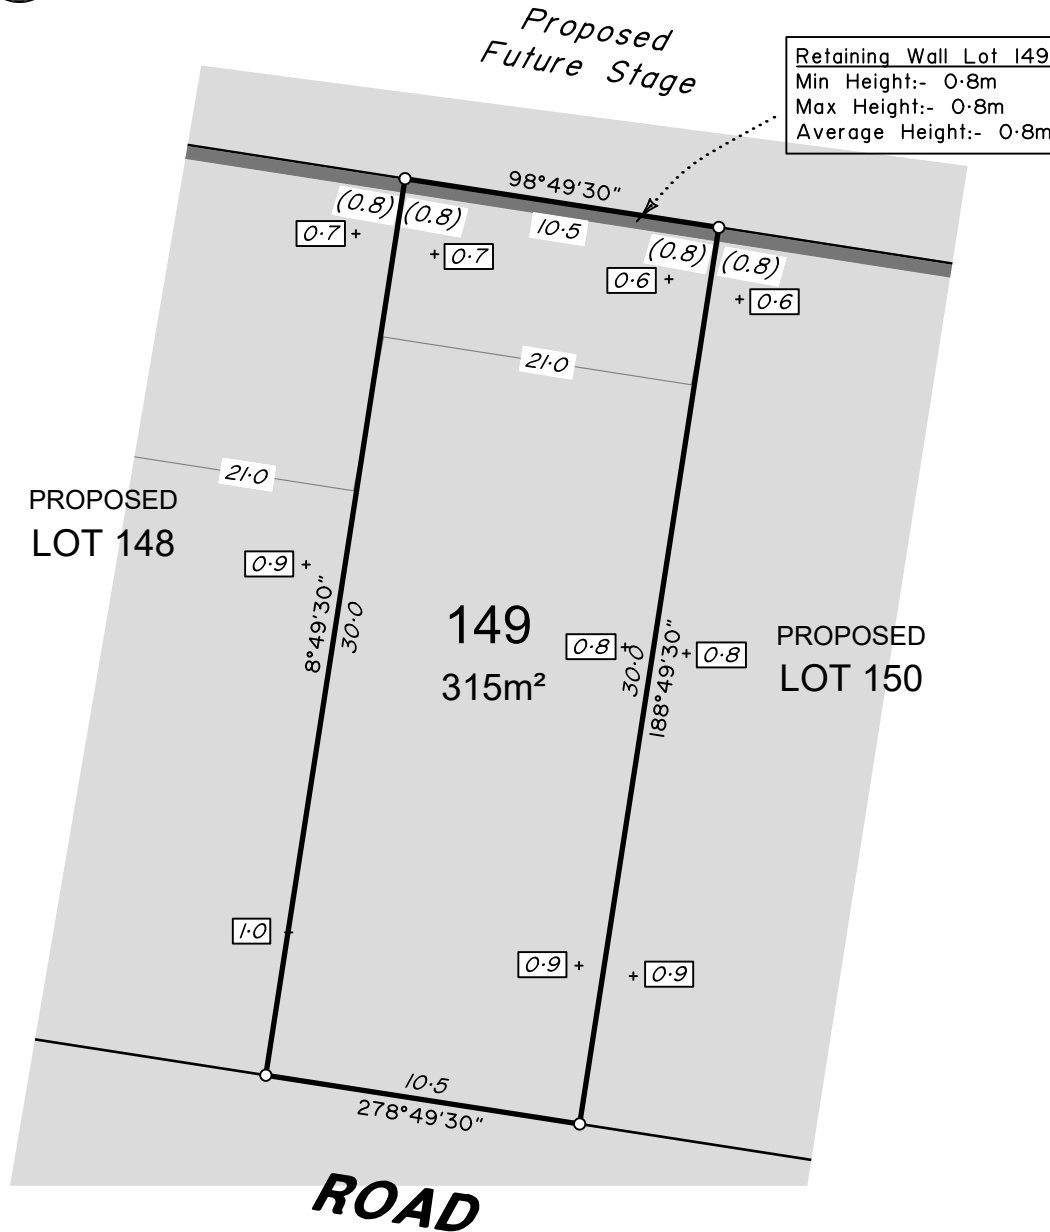 Proposed
Future Stage
Retaining Wall Lot 149
Min Height:- 0·8m
Max Height:- 0·8m
Average Height:- 0·8m
98°49'30"
(0.8) (0.8)
10·5
0·7
0·7
(0.8) (0.8)
0·6
0·6
21·0
21·0
PROPOSED
LOT 148
0·9
8°49'30"
30·0
149
315m²
0·8
30·0
188°49'30"
0·8
PROPOSED
LOT 150
1·0
0·9
0·9
10·5
278°49'30"
ROAD